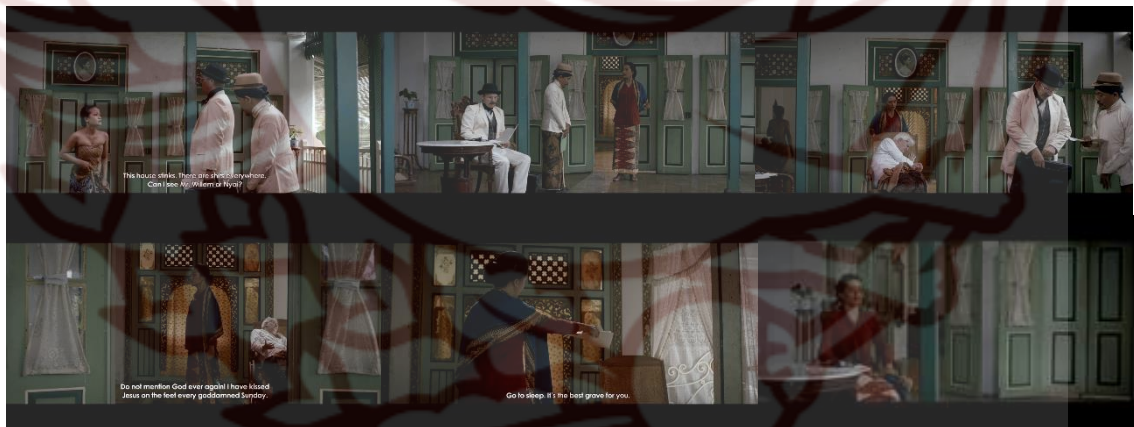 This house stinks. There are shits everywhere.
Can I see Mr. Willem or Nyai?
Do not mention God ever again! I have kissed
Jesus on the feet every goddamned Sunday.
Go to sleep. It's the best grave for you.